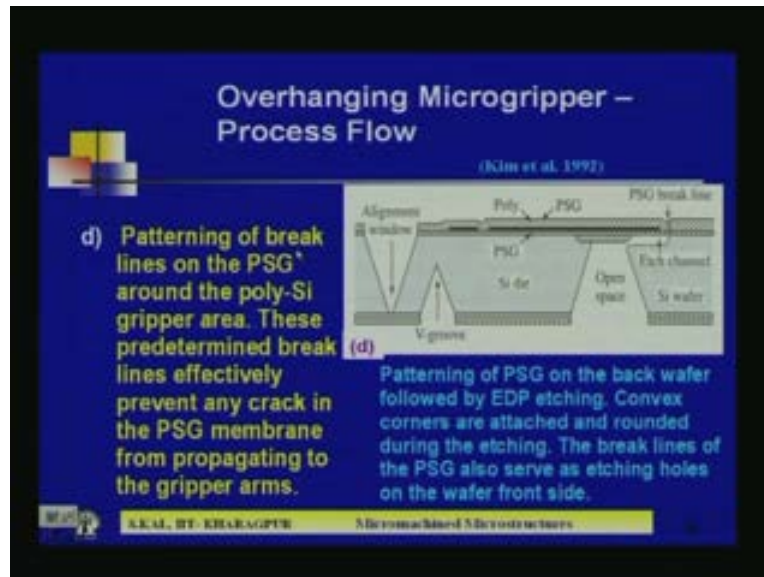 Overhanging Microgripper –
Process Flow
(Kim et al. 1992)
d) Patterning of break
lines on the PSG
around the poly-Si
gripper area. These
predetermined break
lines effectively
prevent any crack in
the PSG membrane
from propagating to
the gripper arms.
Alignment
window
Poly
PSG
PSG break line
PSG
Etch channel
Si die
Open
space
Si wafer
V-groove
(d)
Patterning of PSG on the back wafer
followed by EDP etching. Convex
corners are attached and rounded
during the etching. The break lines of
the PSG also serve as etching holes
on the wafer front side.
A.KAL, IIT- KHARAGPUR Micromachined Microstructures